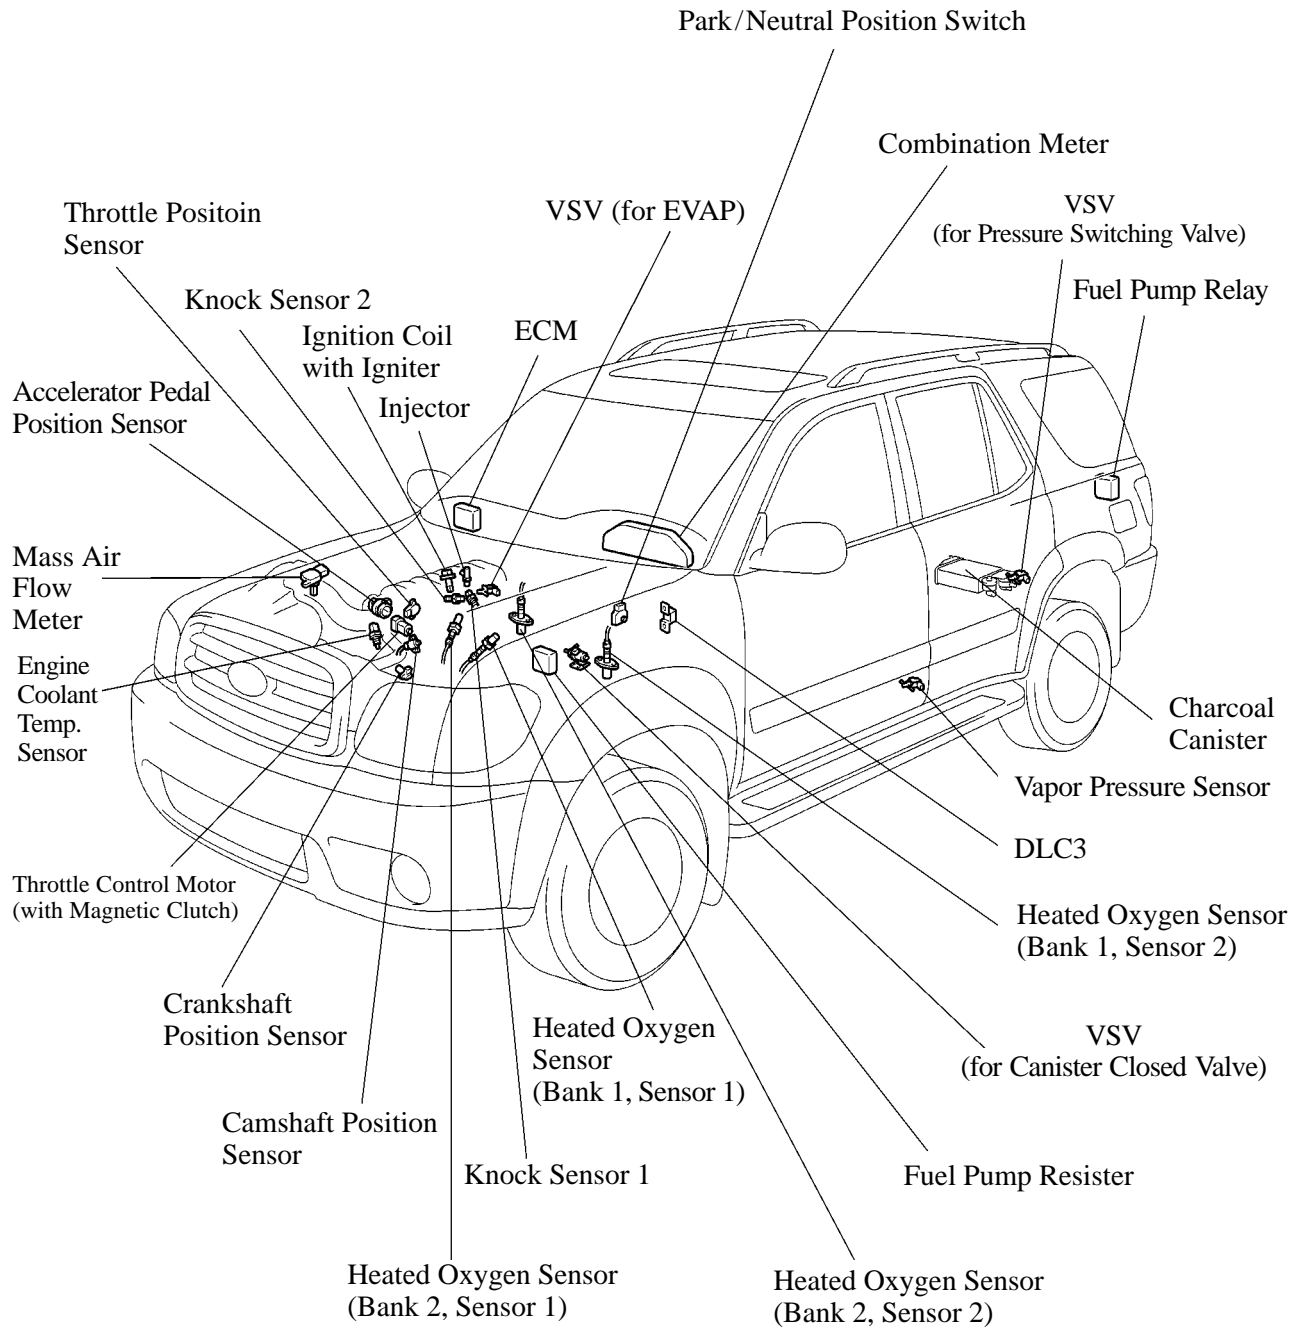 Park/Neutral Position Switch
Combination Meter
VSV
(for Pressure Switching Valve)
Throttle Positoin
Sensor
VSV (for EVAP)
Fuel Pump Relay
Knock Sensor 2
Ignition Coil
with Igniter
ECM
Accelerator Pedal
Position Sensor
Injector
Mass Air
Flow
Meter
Engine
Coolant
Temp.
Sensor
Charcoal
Canister
Vapor Pressure Sensor
DLC3
Throttle Control Motor
(with Magnetic Clutch)
Heated Oxygen Sensor
(Bank 1, Sensor 2)
Crankshaft
Position Sensor
Heated Oxygen
Sensor
(Bank 1, Sensor 1)
VSV
(for Canister Closed Valve)
Camshaft Position
Sensor
Knock Sensor 1
Fuel Pump Resister
Heated Oxygen Sensor
(Bank 2, Sensor 1)
Heated Oxygen Sensor
(Bank 2, Sensor 2)